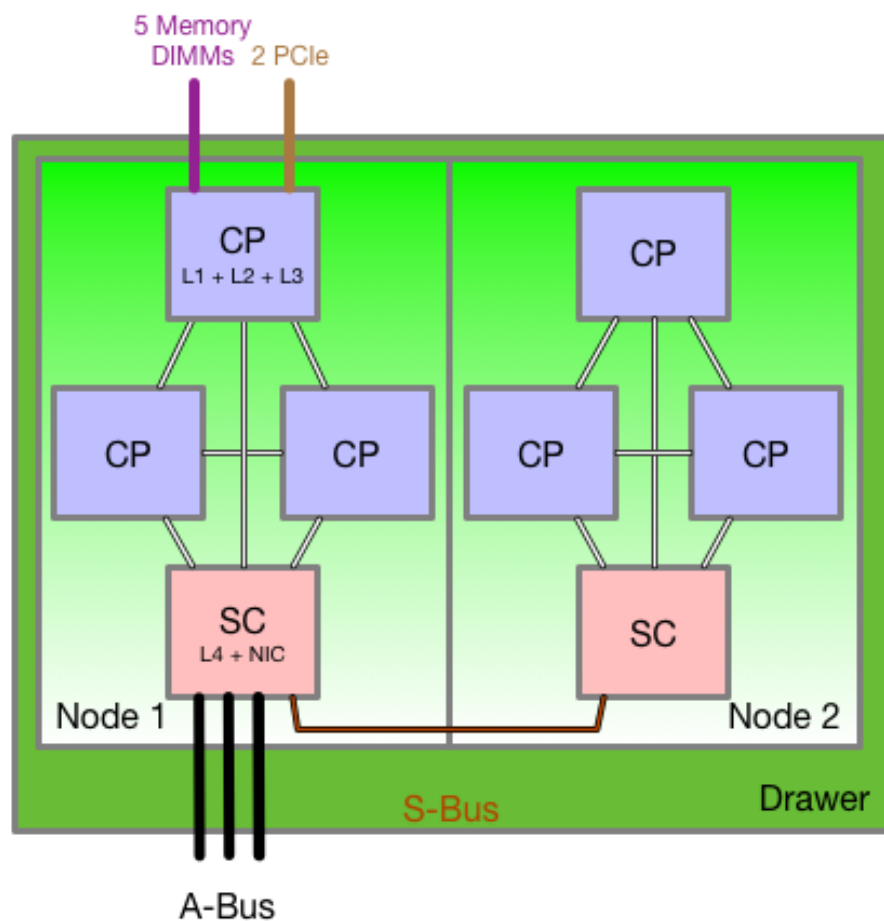 5 Memory
DIMMs 2 PCIe
CP
L1 + L2 + L3
CP
CP
CP
CP
CP
SC
L4 + NIC
SC
Node 1
Node 2
S-Bus
Drawer
A-Bus